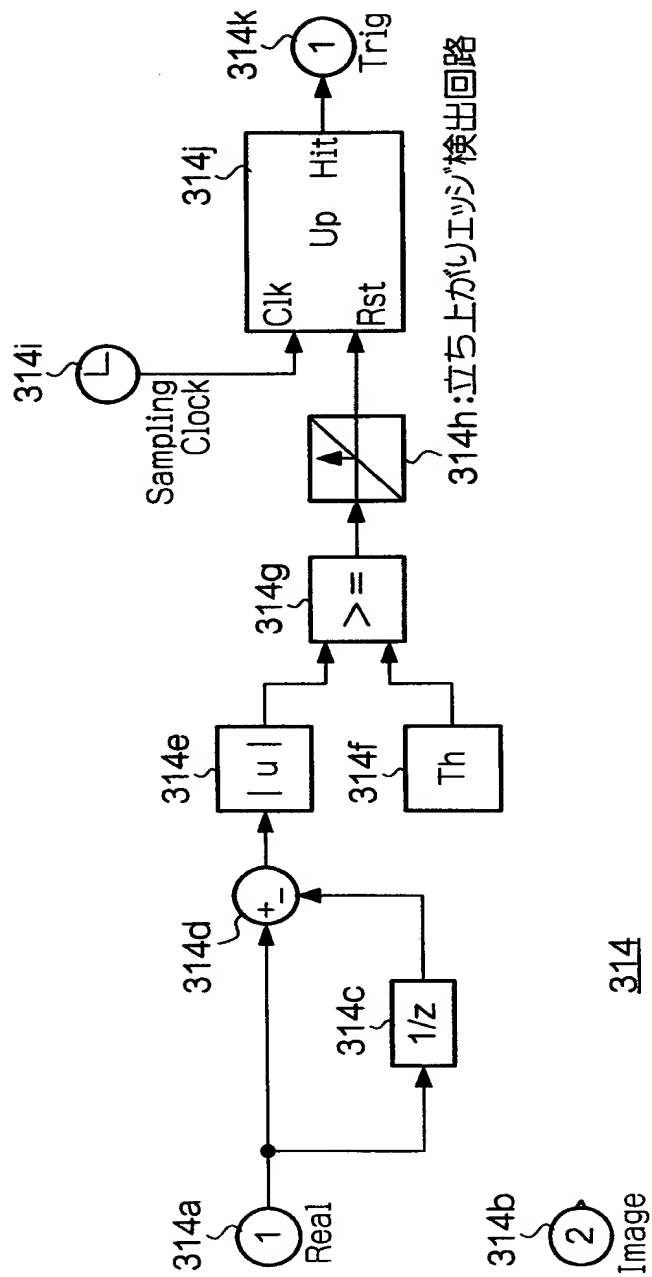 314a
1
Real
314b
2
Image
314c
1/z
314d
+
−
314e
|u|
314f
Th
314g
>=
314h:立ち上がりエッジ検出回路
314i
Sampling
Clock
314j
Clk
Up
Hit
Rst
314k
1
Trig
314